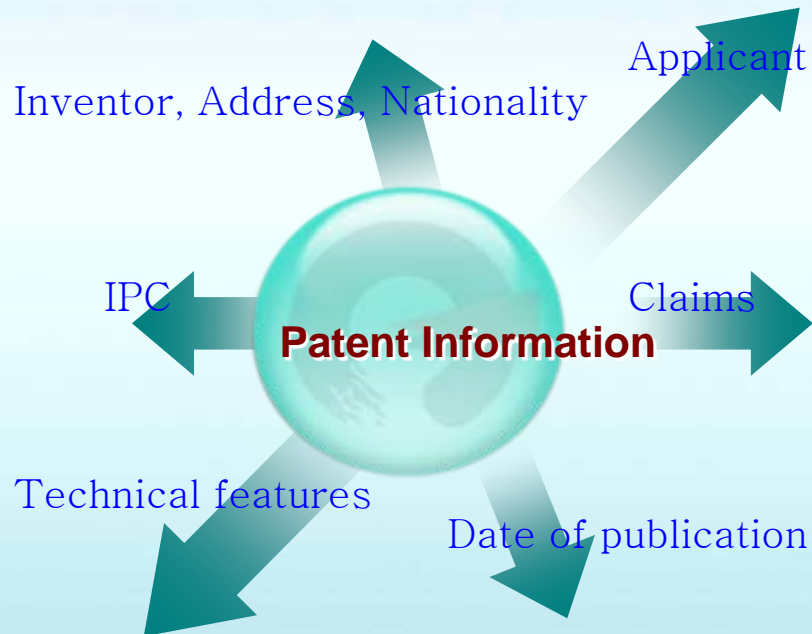 Applicant
Inventor, Address, Nationality
IPC
Claims
Patent Information
Technical features
Date of publication